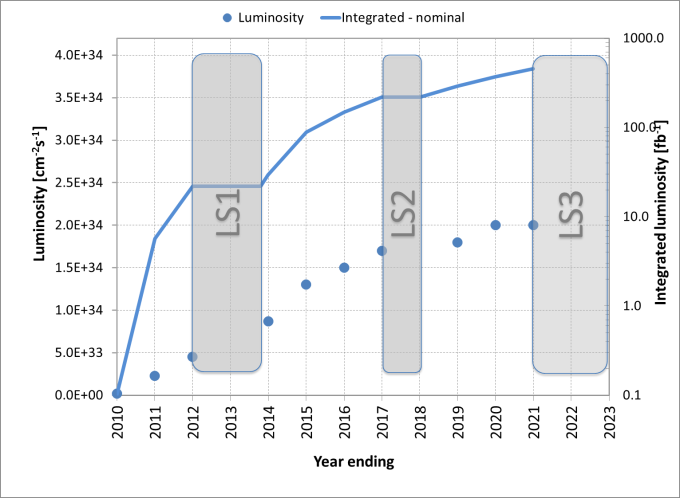 Luminosity Integrated - nominal
4.0E+34
3.5E+34
3.0E+34
2.5E+34
2.0E+34
1.5E+34
1.0E+34
5.0E+33
0.0E+00
Luminosity [cm⁻²s⁻¹]
LS1
LS2
LS3
1000.0
100.0
10.0
1.0
0.1
Integrated luminosity [fb⁻¹]
2010 2011 2012 2013 2014 2015 2016 2017 2018 2019 2020 2021 2022 2023
Year ending